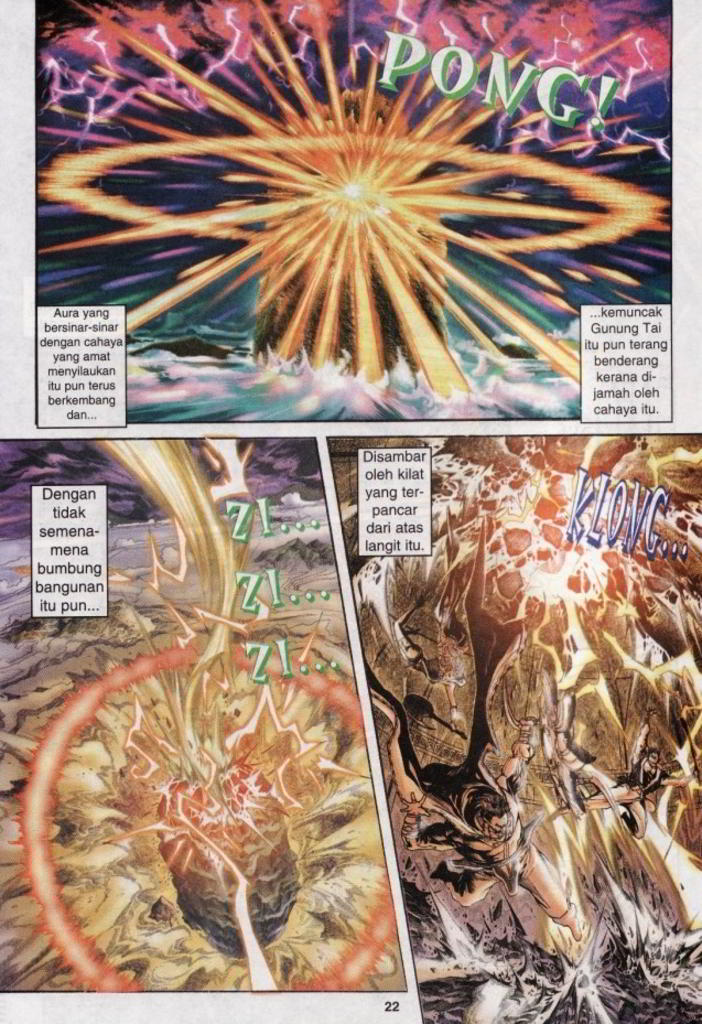 PONG!
Aura yang
bersinar-sinar
dengan cahaya
yang amat
menyilaukan
itu pun terus
berkembang
dan...
...kemuncak
Gunung Tai
itu pun terang
benderang
kerana di-
jamah oleh
cahaya itu.
Dengan
tidak
semena-
mena
bumbung
bangunan
itu pun...
ZI...
ZI...
ZI...
Disambar
oleh kilat
yang ter-
pancar
dari atas
langit itu.
KLONG...
22